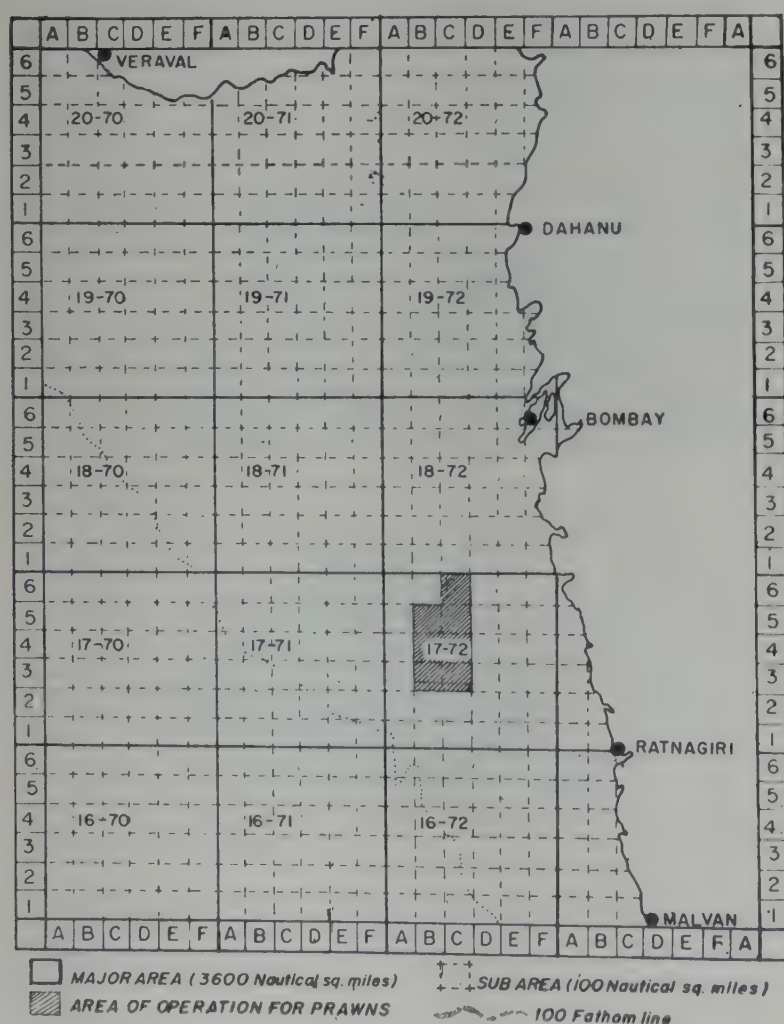 A B C D E F A B C D E F A B C D E F A B C D E F A
6 VERAVAL 6
5 5
4 20-70 20-71 20-72 4
3 3
2 2
1 1
6 DAHANU 6
5 5
4 19-70 19-71 19-72 4
3 3
2 2
1 1
6 BOMBAY 6
5 5
4 18-70 18-71 18-72 4
3 3
2 2
1 1
6 6
5 5
4 17-70 17-71 17-72 4
3 3
2 2
1 RATNAGIRI 1
6 6
5 5
4 16-70 16-71 16-72 4
3 3
2 2
1 MALVAN 1
A B C D E F A B C D E F A B C D E F A B C D E F A
MAJOR AREA (3600 Nautical sq. miles) SUB AREA (100 Nautical sq. miles)
AREA OF OPERATION FOR PRAWNS 100 Fathom line